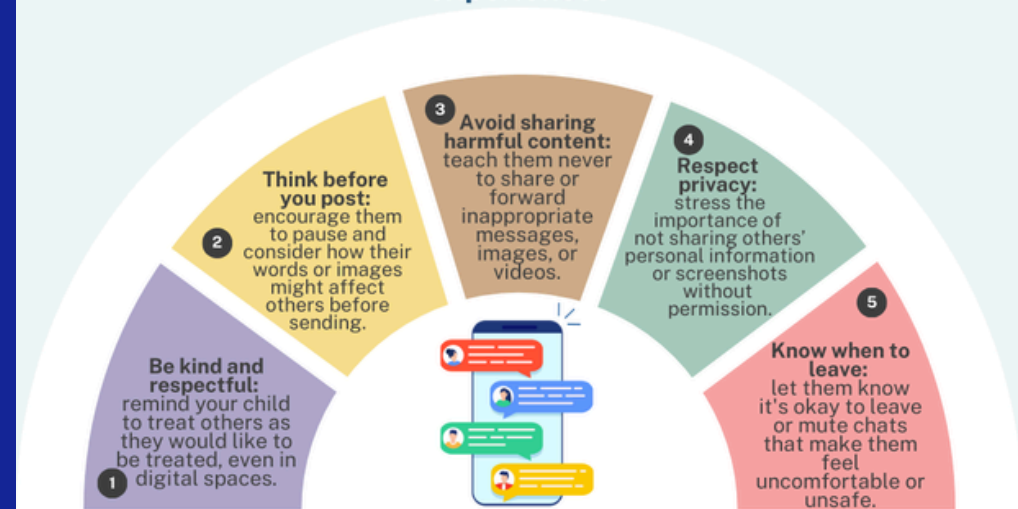 1
Be kind and
respectful:
remind your child
to treat others as
they would like to
be treated, even in
digital spaces.
2
Think before
you post:
encourage them
to pause and
consider how their
words or images
might affect
others before
sending.
3
Avoid sharing
harmful content:
teach them never
to share or
forward
inappropriate
messages,
images, or
videos.
4
Respect
privacy:
stress the
importance of
not sharing others’
personal information
or screenshots
without
permission.
5
Know when to
leave:
let them know
it's okay to leave
or mute chats
that make them
feel
uncomfortable or
unsafe.